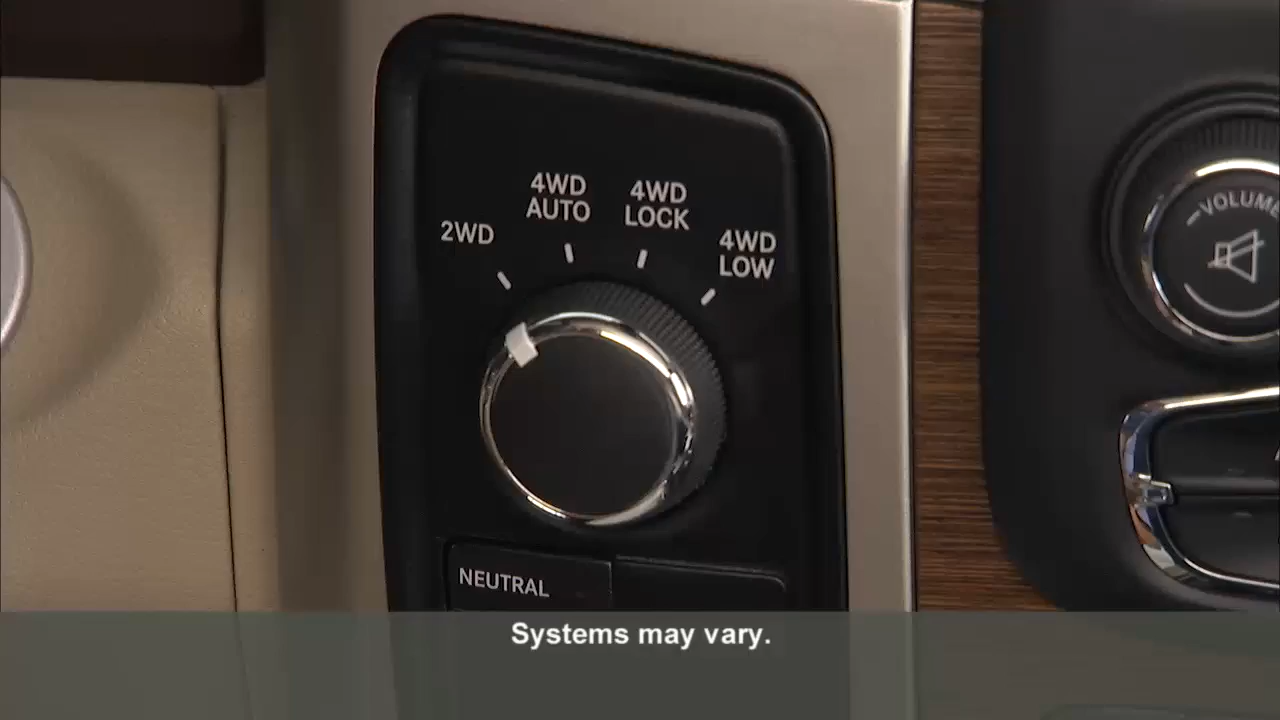 2WD
4WD
AUTO
4WD
LOCK
4WD
LOW
VOLUME
NEUTRAL
Systems may vary.